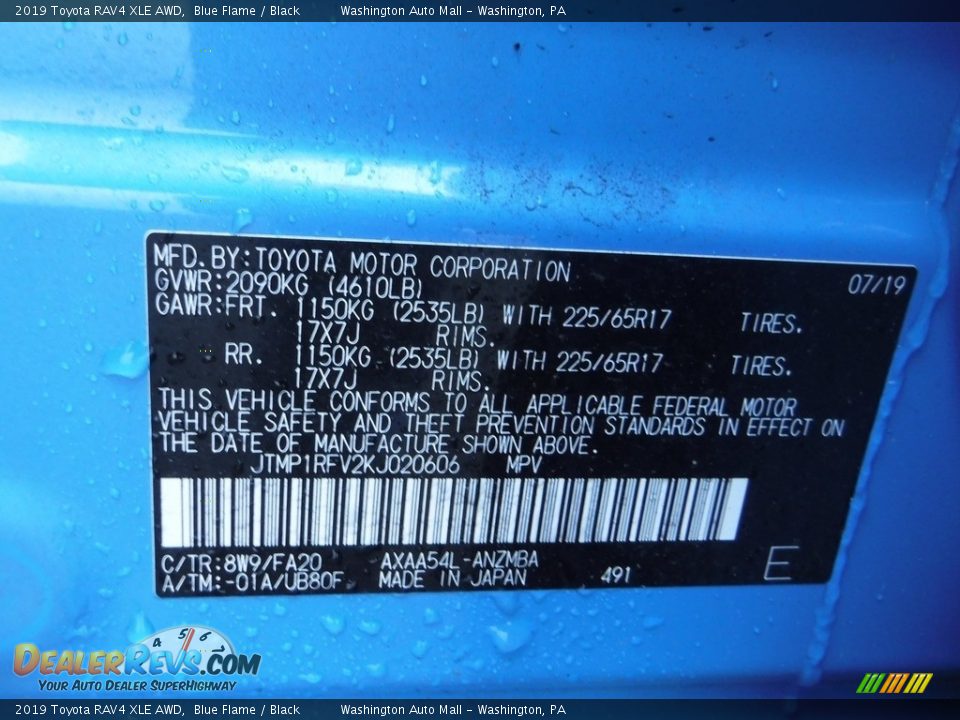 2019 Toyota RAV4 XLE AWD, Blue Flame / Black Washington Auto Mall - Washington, PA
MFD. BY: TOYOTA MOTOR CORPORATION 07/19
GVWR: 2090KG (4610LB)
GAWR: FRT. 1150KG (2535LB) WITH 225/65R17 TIRES.
17X7J RIMS.
RR. 1150KG (2535LB) WITH 225/65R17 TIRES.
17X7J RIMS.
THIS VEHICLE CONFORMS TO ALL APPLICABLE FEDERAL MOTOR
VEHICLE SAFETY AND THEFT PREVENTION STANDARDS IN EFFECT ON
THE DATE OF MANUFACTURE SHOWN ABOVE.
JTMP1RFV2KJ020606 MPV
C/TR: 8W9/FA20 AXAA54L-ANZMBA
A/TM: -01A/UB80F MADE IN JAPAN 491 E
4 5 6
DEALERREVS.COM
YOUR AUTO DEALER SUPERHIGHWAY
2019 Toyota RAV4 XLE AWD, Blue Flame / Black Washington Auto Mall - Washington, PA